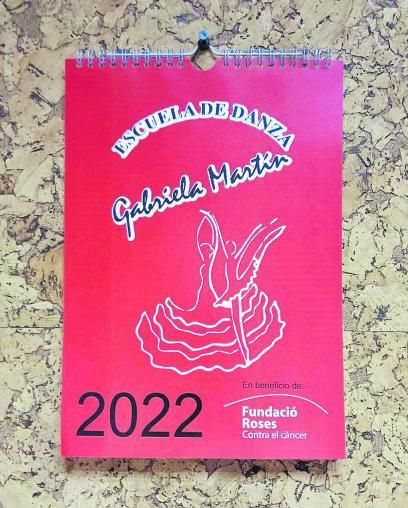 ESCUELA DE DANZA
Gabriela Martín
En beneficio de:
2022
Fundació
Roses
Contra el càncer